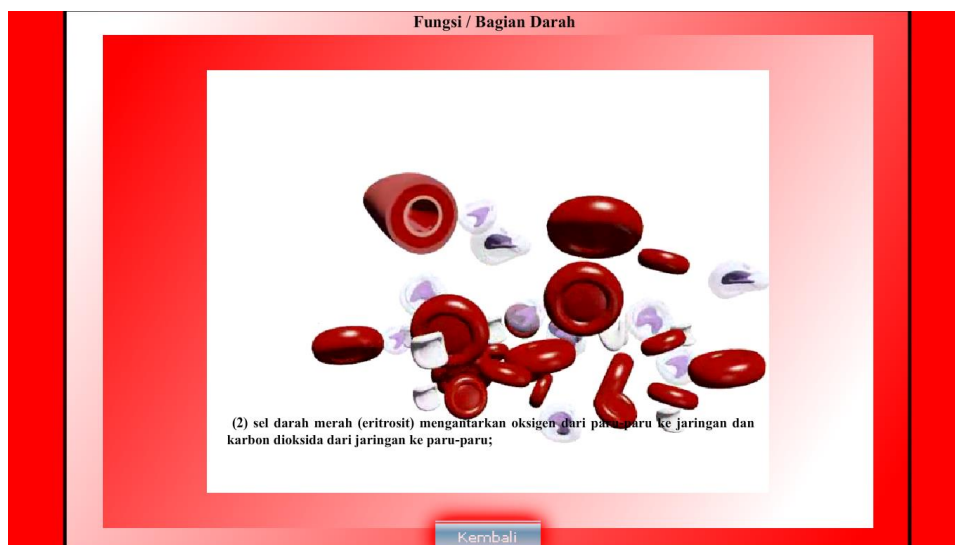 Fungsi / Bagian Darah
(2) sel darah merah (eritrosit) mengantarkan oksigen dari paru-paru ke jaringan dan
karbon dioksida dari jaringan ke paru-paru;
Kembali